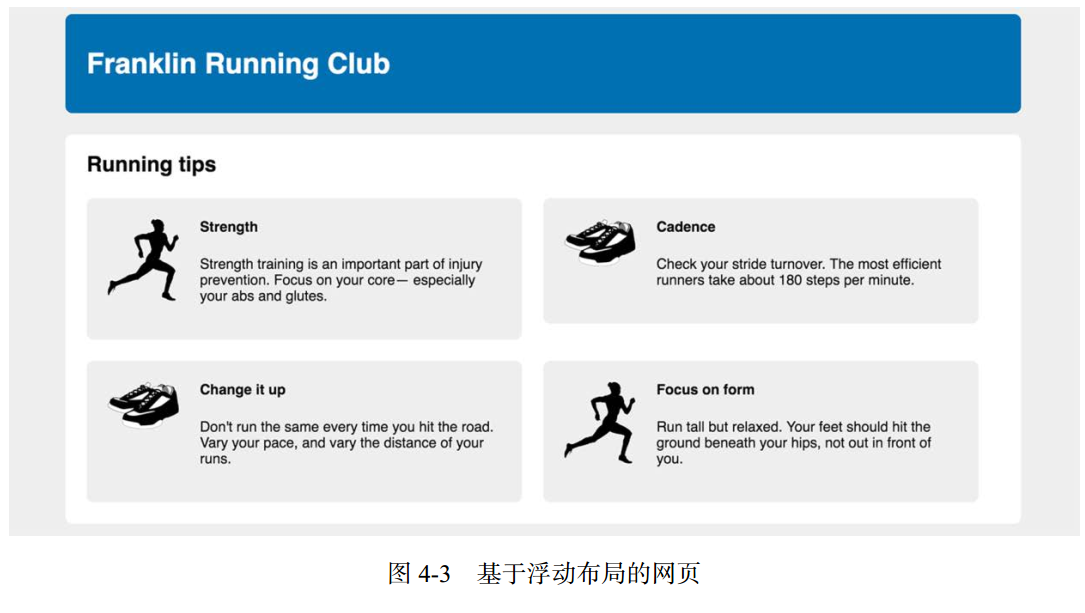 Franklin Running Club
Running tips
Strength
Strength training is an important part of injury
prevention. Focus on your core— especially
your abs and glutes.
Cadence
Check your stride turnover. The most efficient
runners take about 180 steps per minute.
Change it up
Don't run the same every time you hit the road.
Vary your pace, and vary the distance of your
runs.
Focus on form
Run tall but relaxed. Your feet should hit the
ground beneath your hips, not out in front of
you.
图 4-3 基于浮动布局的网页